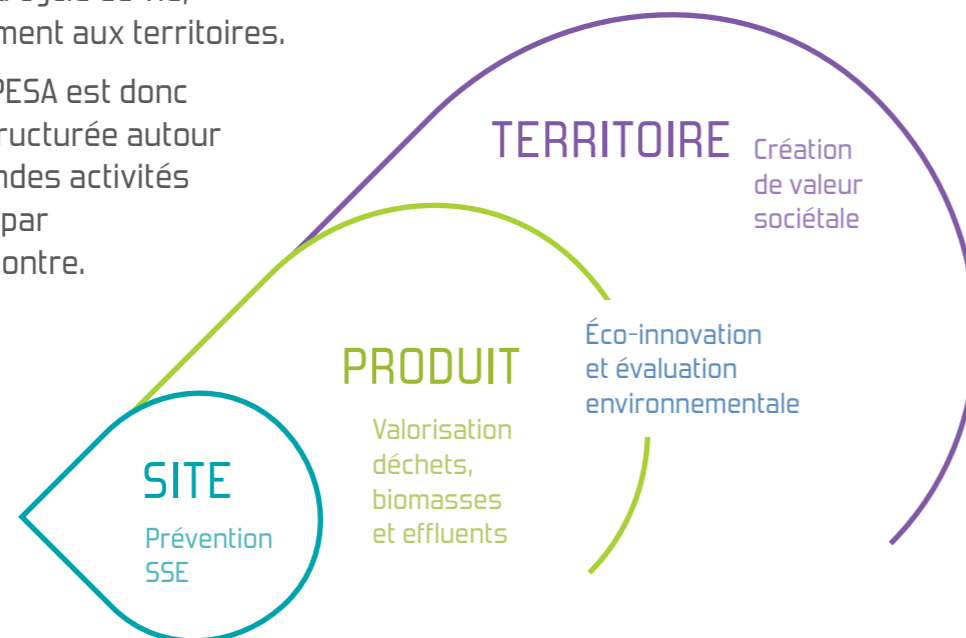 ment aux territoires.
PESA est donc
ructurée autour
ndes activités
par
contre.
TERRITOIRE
Création
de valeur
sociétale
Éco-innovation
et évaluation
environnementale
PRODUIT
Valorisation
déchets,
biomasses
et effluents
SITE
Prévention
SSE